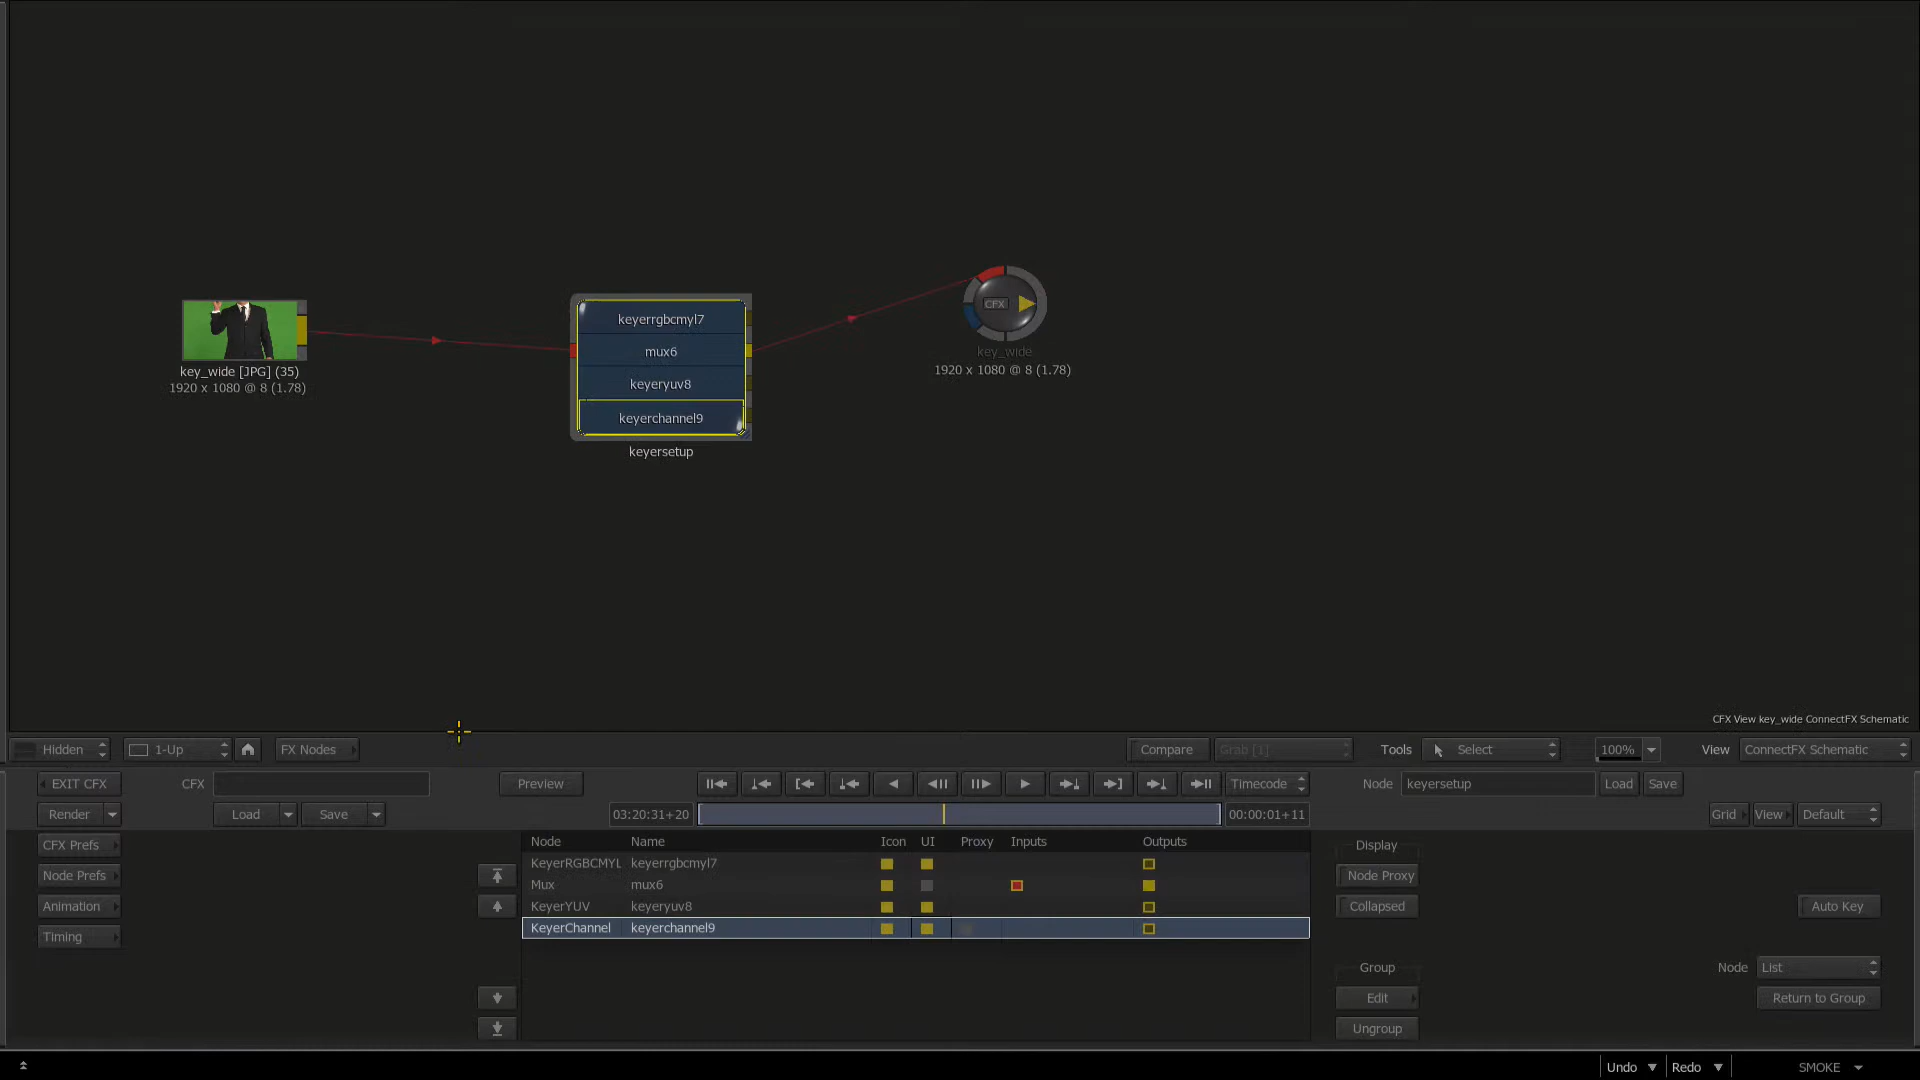 keyerrgbcmyl7
mux6
keyeryuv8
keyerchannel9
keyersetup
key_wide [JPG] (35)
1920 x 1080 @ 8 (1.78)
CFX
key_wide
1920 x 1080 @ 8 (1.78)
CFX View key_wide ConnectFX Schematic
Hidden 1-Up FX Nodes Compare Grab [1] Tools Select 100% View ConnectFX Schematic
EXIT CFX CFX Preview Timecode Node keyersetup Load Save
Render Load Save 03:20:31+20 00:00:01+11 Grid View Default
CFX Prefs Node Name Icon UI Proxy Inputs Outputs Display
KeyerRGBCMYL keyerrgbcmyl7
Node Prefs Mux mux6 Node Proxy
Animation KeyerYUV keyeryuv8 Collapsed Auto Key
Timing KeyerChannel keyerchannel9
Group Node List
Edit Return to Group
Ungroup
Undo Redo SMOKE